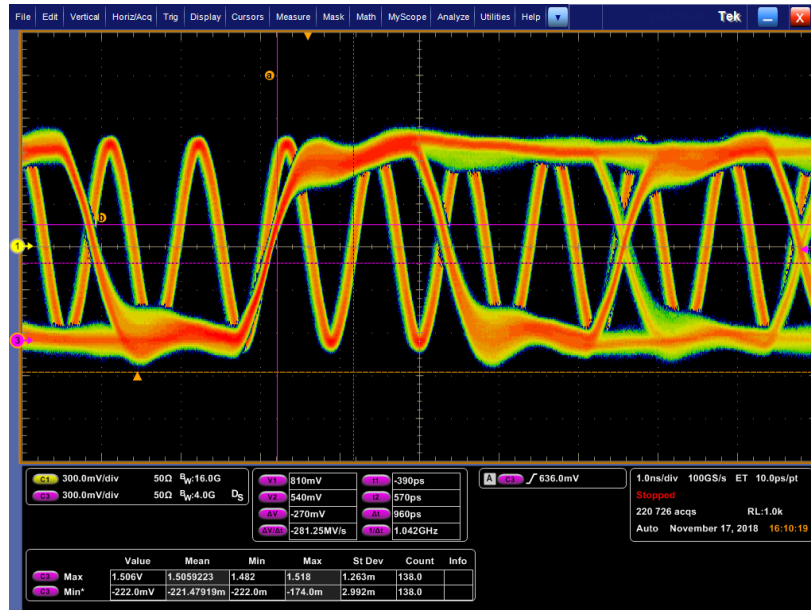 File Edit Vertical Horiz/Acq Trig Display Cursors Measure Mask Math MyScope Analyze Utilities Help Tek X
a
b
1
3
C1 300.0mV/div 50Ω BW:16.0G
C3 300.0mV/div 50Ω BW:4.0G DS
V1 810mV t1 -390ps
V2 540mV t2 570ps
ΔV -270mV Δt 960ps
ΔV/Δt -281.25MV/s 1/Δt 1.042GHz
A C3 636.0mV
1.0ns/div 100GS/s ET 10.0ps/pt
Stopped
220 726 acqs RL:1.0k
Auto November 17, 2018 16:10:19
Value Mean Min Max St Dev Count Info
C3 Max 1.506V 1.5059223 1.482 1.518 1.263m 138.0
C3 Min* -222.0mV -221.47919m -222.0m -174.0m 2.992m 138.0